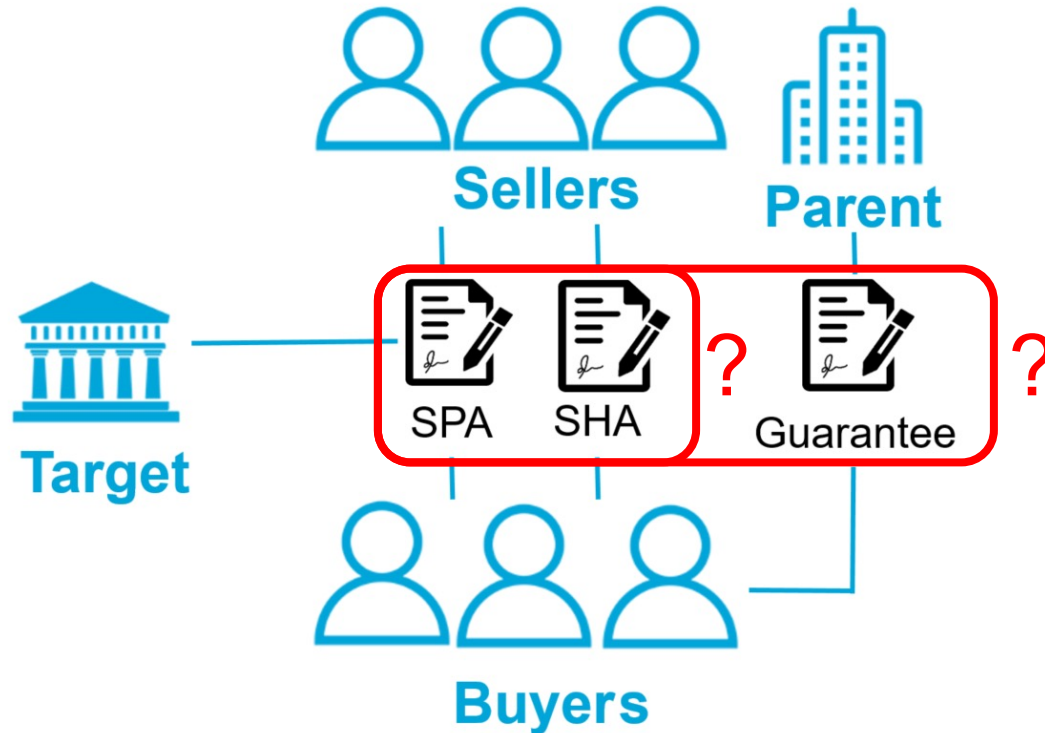 Sellers
Parent
?
?
SPA
SHA
Guarantee
Target
Buyers